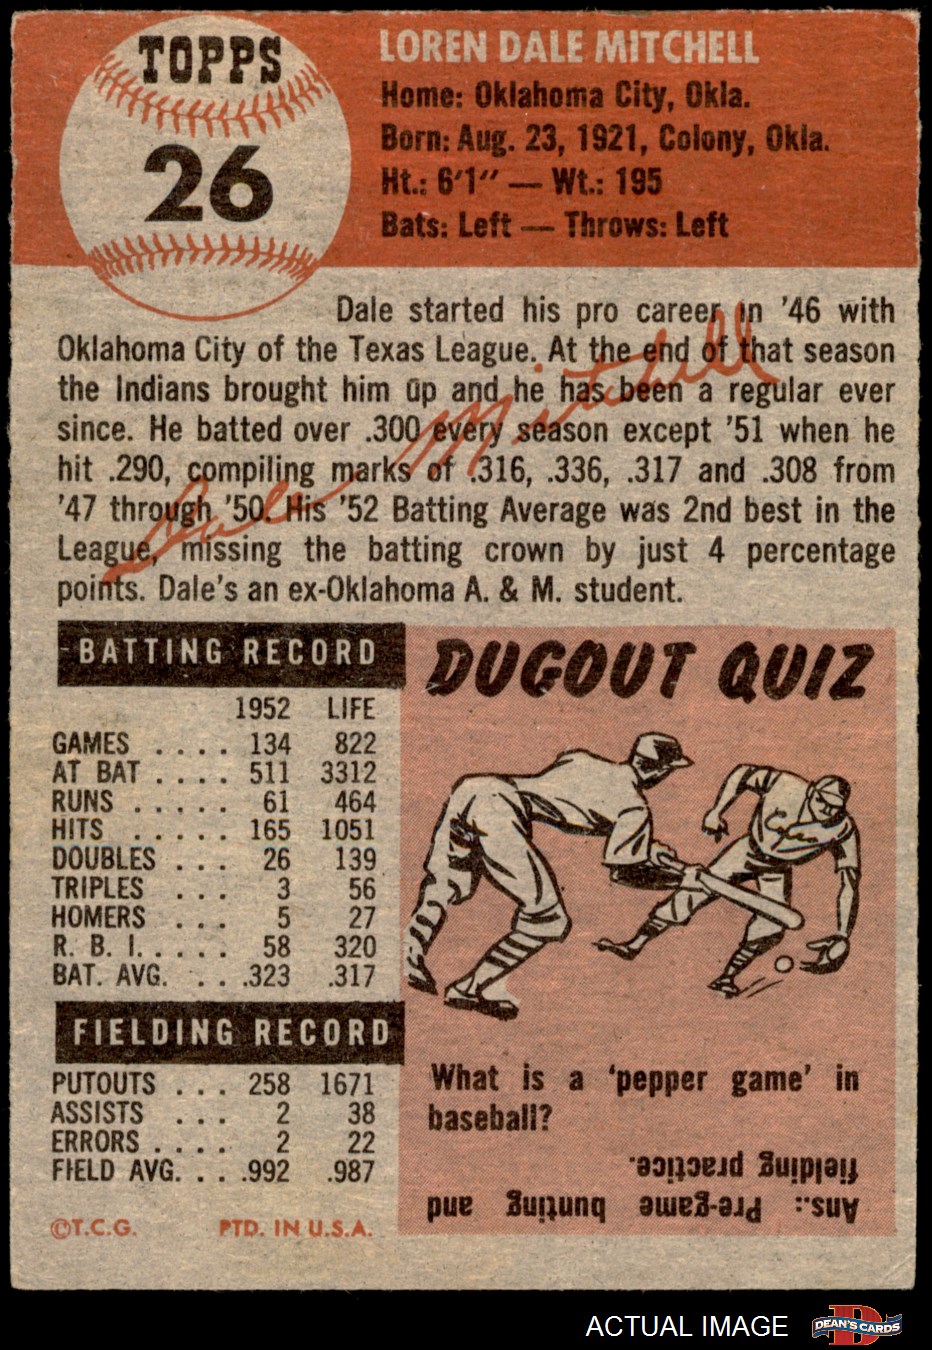 TOPPS
26
LOREN DALE MITCHELL
Home: Oklahoma City, Okla.
Born: Aug. 23, 1921, Colony, Okla.
Ht.: 6'1" — Wt.: 195
Bats: Left — Throws: Left
Dale started his pro career in '46 with
Oklahoma City of the Texas League. At the end of that season
the Indians brought him up and he has been a regular ever
since. He batted over .300 every season except '51 when he
hit .290, compiling marks of .316, .336, .317 and .308 from
'47 through '50. His '52 Batting Average was 2nd best in the
League, missing the batting crown by just 4 percentage
points. Dale's an ex-Oklahoma A. & M. student.
Dale Mitchell
BATTING RECORD
1952 LIFE
GAMES . . . . 134 822
AT BAT . . . . 511 3312
RUNS . . . . . 61 464
HITS . . . . . 165 1051
DOUBLES . . . 26 139
TRIPLES . . . 3 56
HOMERS . . . 5 27
R. B. I. . . . . 58 320
BAT. AVG. . . .323 .317
FIELDING RECORD
PUTOUTS . . . 258 1671
ASSISTS . . . 2 38
ERRORS . . . . 2 22
FIELD AVG. . . .992 .987
©T.C.G. PTD. IN U.S.A.
DUGOUT QUIZ
What is a 'pepper game' in
baseball?
Ans.: Pre-game bunting and
fielding practice.
ACTUAL IMAGE
D
DEAN'S CARDS